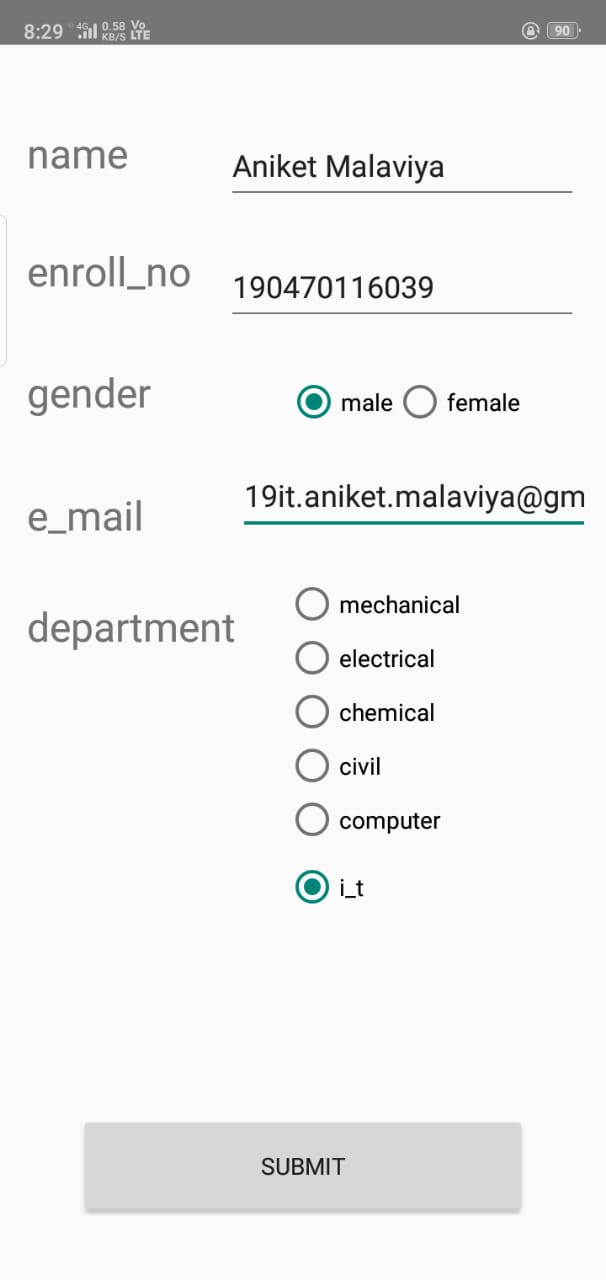 8:29 4G 0.58 KB/S Vo LTE 90
name Aniket Malaviya
enroll_no 190470116039
gender male female
e_mail 19it.aniket.malaviya@gm
department mechanical
electrical
chemical
civil
computer
i_t
SUBMIT